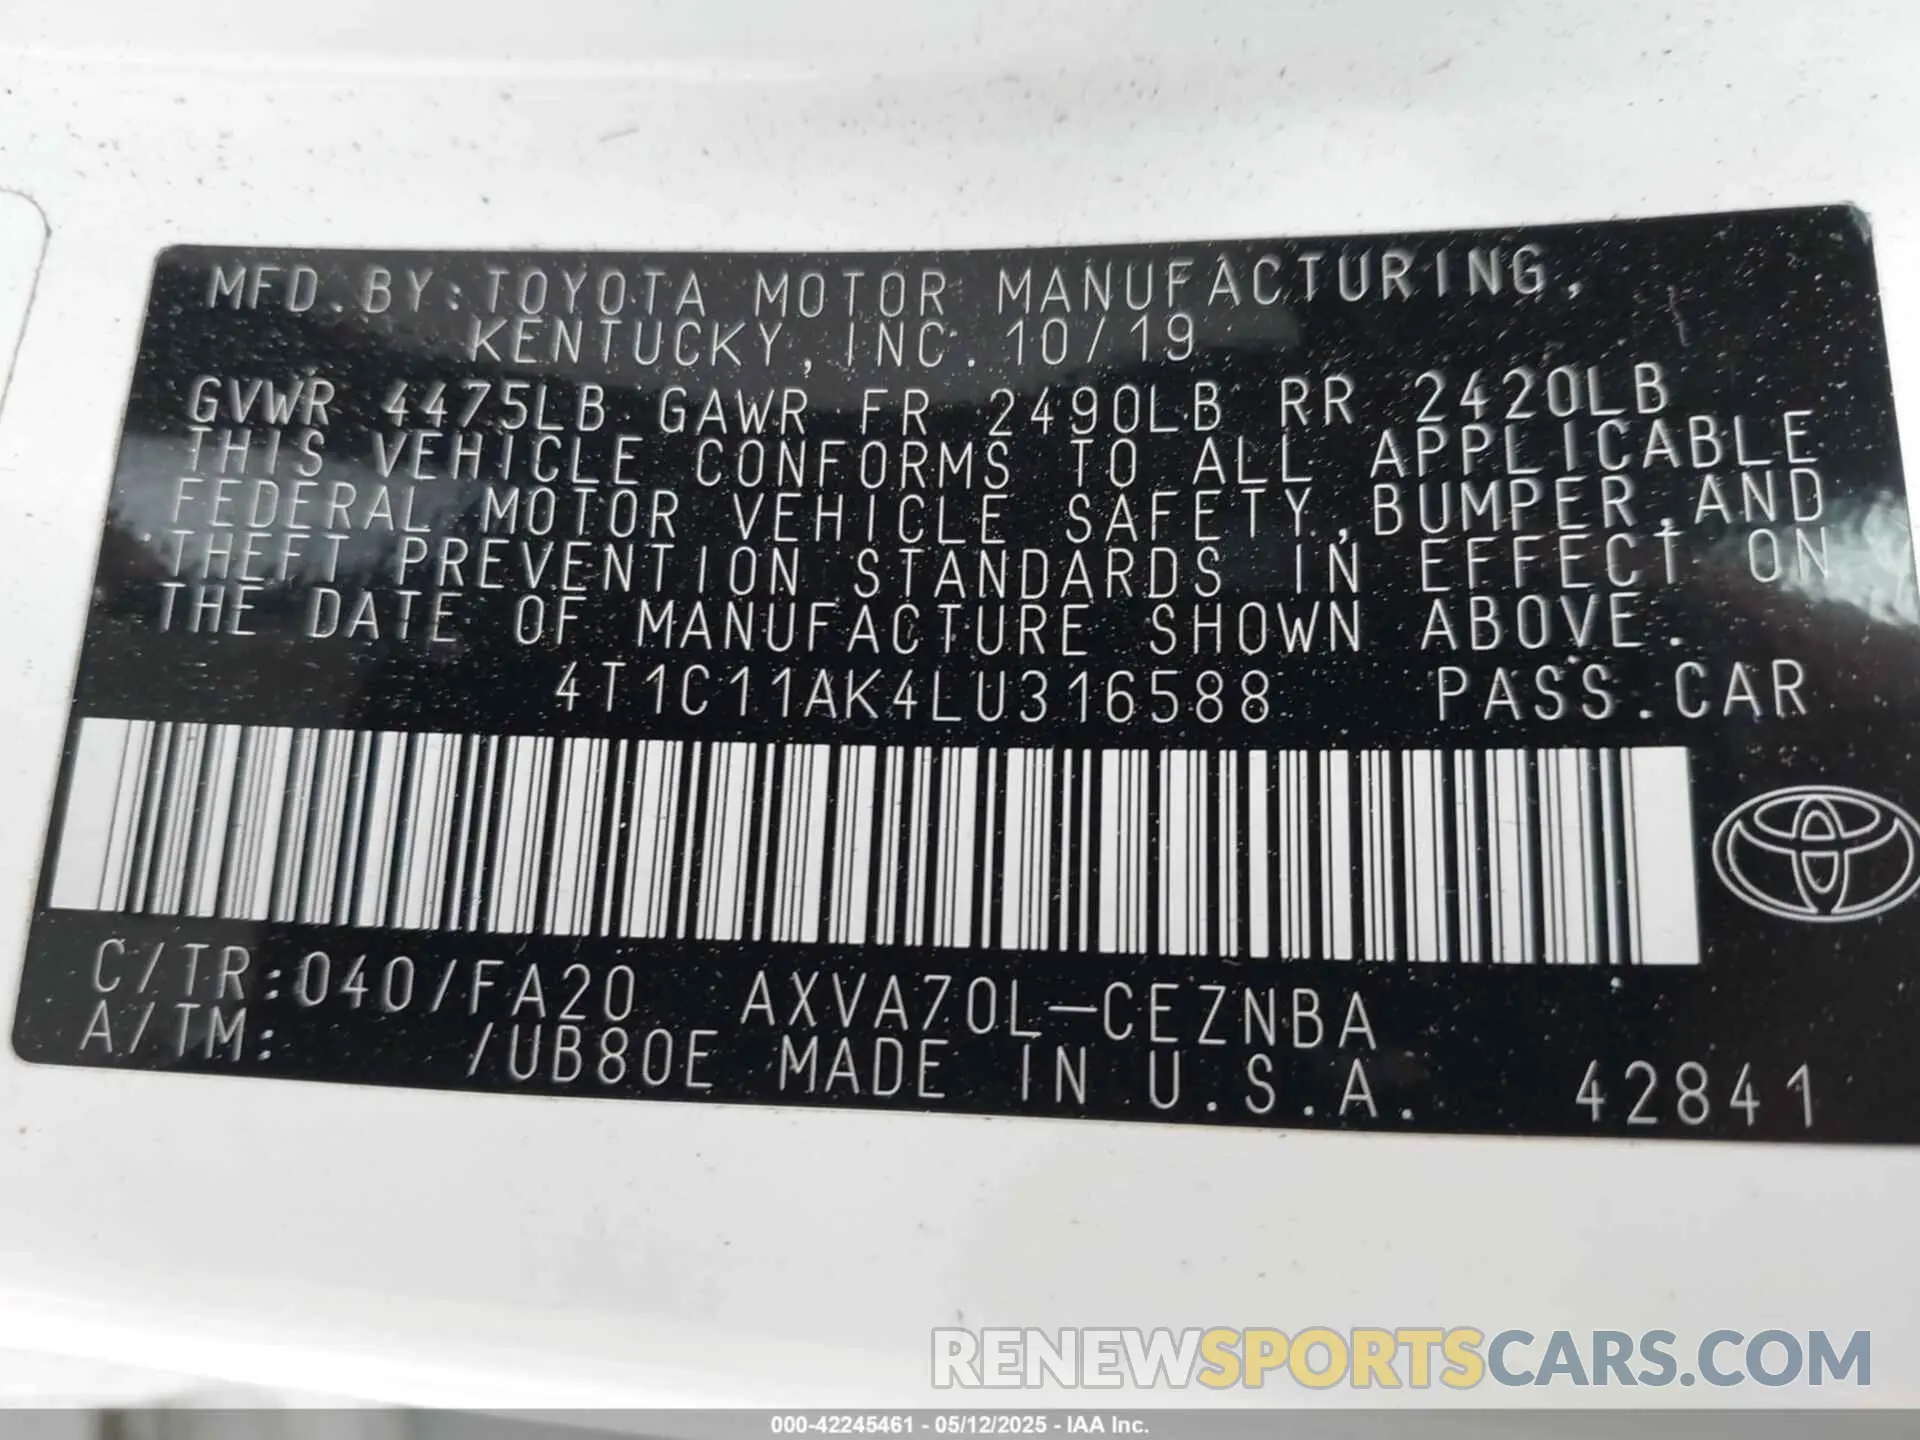 MFD.BY:TOYOTA MOTOR MANUFACTURING,
KENTUCKY,INC.10/19
GVWR 4475LB GAWR FR 2490LB RR 2420LB
THIS VEHICLE CONFORMS TO ALL APPLICABLE
FEDERAL MOTOR VEHICLE SAFETY,BUMPER,AND
THEFT PREVENTION STANDARDS IN EFFECT ON
THE DATE OF MANUFACTURE SHOWN ABOVE.
4T1C11AK4LU316588 PASS.CAR
C/TR:040/FA20 AXVA70L-CEZNBA
A/TM: /UB80E MADE IN U.S.A. 42841
RENEWSPORTSCARS.COM
000-42245461 - 05/12/2025 - IAA Inc.